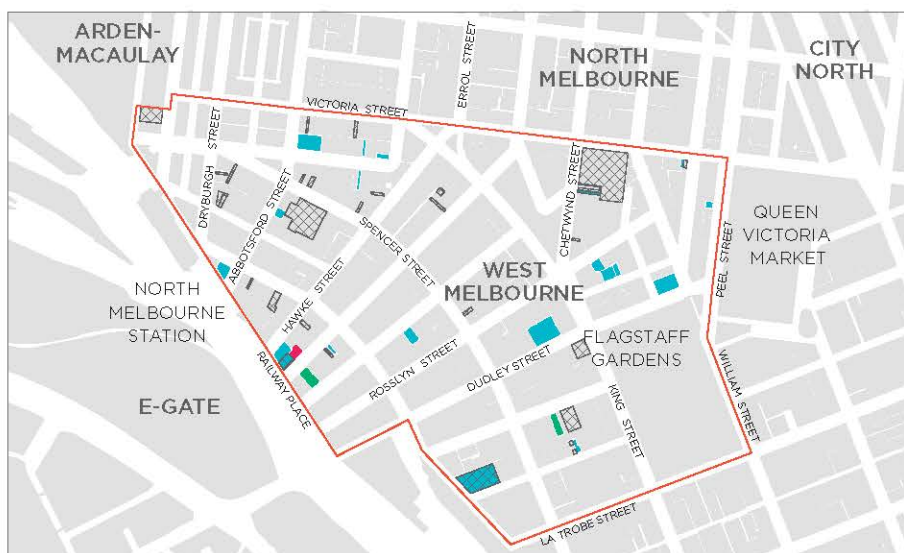 ARDEN-
MACAULAY
NORTH
MELBOURNE
CITY
NORTH
ERROL STREET
VICTORIA STREET
DRYBURGH STREET
ABBOTSFORD STREET
CHETWYND STREET
SPENCER STREET
HAWKE STREET
WEST
MELBOURNE
PEEL STREET
QUEEN
VICTORIA
MARKET
NORTH
MELBOURNE
STATION
RAILWAY PLACE
ROSSLYN STREET
DUDLEY STREET
FLAGSTAFF
GARDENS
KING STREET
WILLIAM STREET
E-GATE
LA TROBE STREET